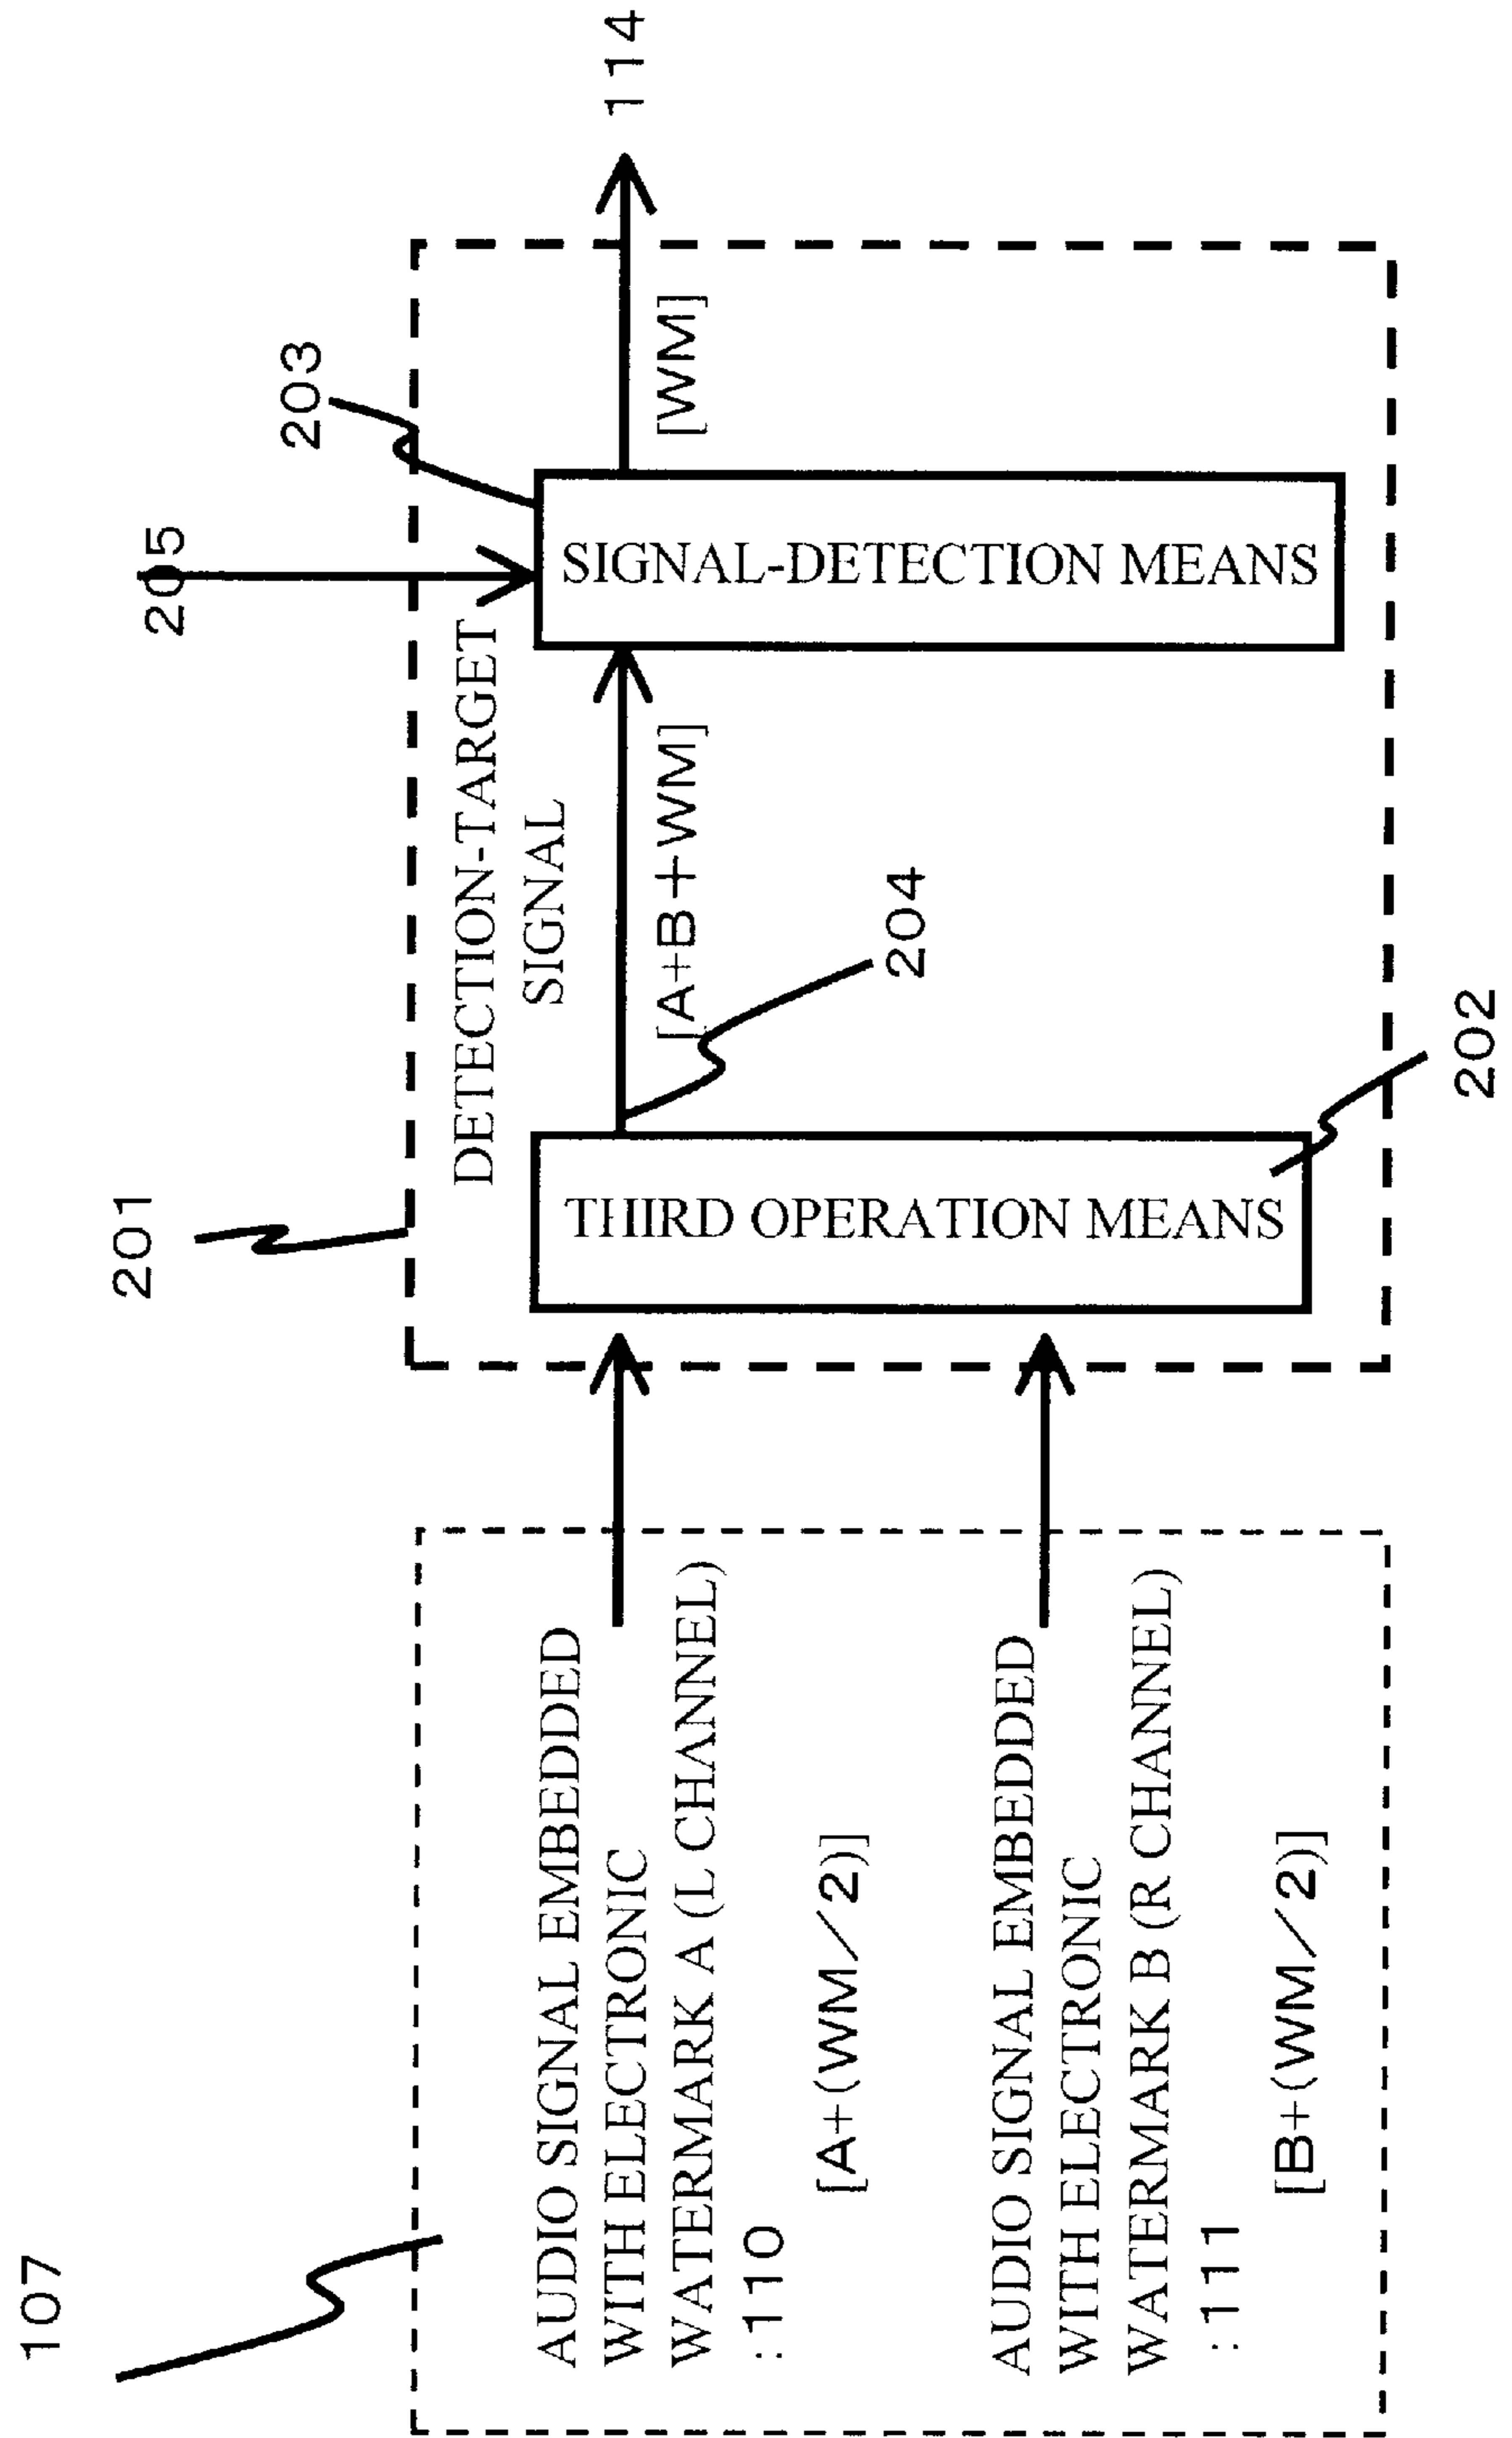 107
AUDIO SIGNAL EMBEDDED
WITH ELECTRONIC
WATERMARK A (L CHANNEL)
:110
[A+(WM/2)]
AUDIO SIGNAL EMBEDDED
WITH ELECTRONIC
WATERMARK B (R CHANNEL)
:111
[B+(WM/2)]
201
THIRD OPERATION MEANS
202
DETECTION-TARGET
SIGNAL
[A+B+WM]
204
205
203
SIGNAL-DETECTION MEANS
[WM]
114